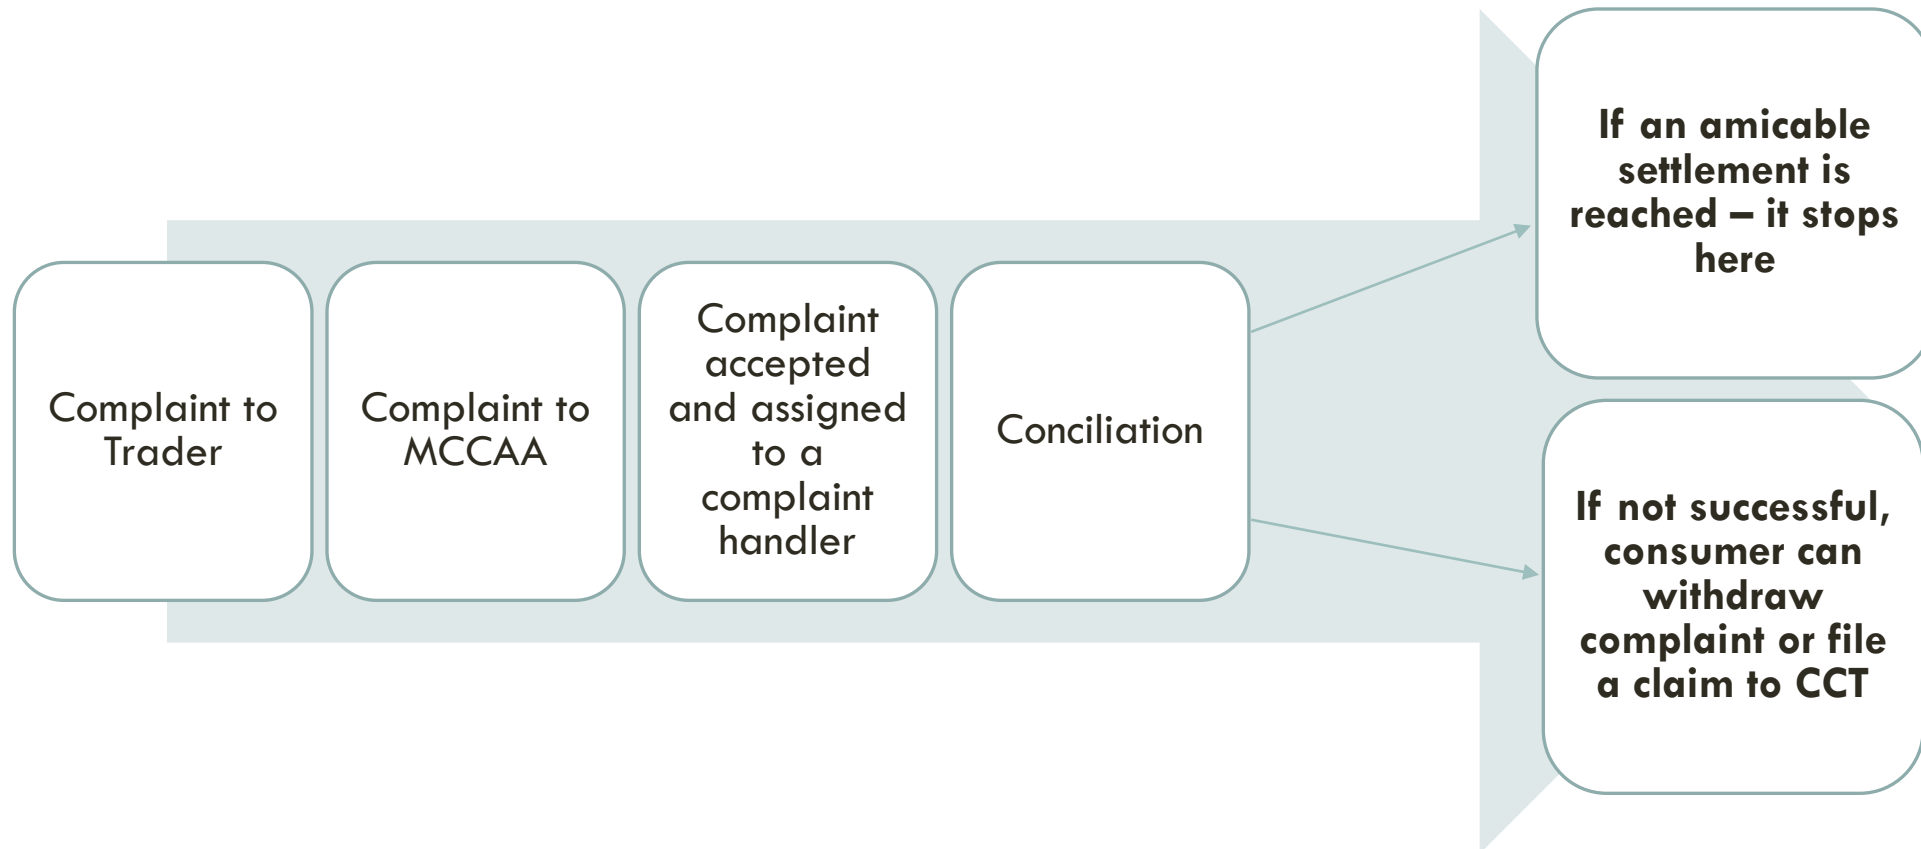 Complaint to
Trader
Complaint to
MCCAA
Complaint
accepted
and assigned
to a
complaint
handler
Conciliation
If an amicable
settlement is
reached – it stops
here
If not successful,
consumer can
withdraw
complaint or file
a claim to CCT